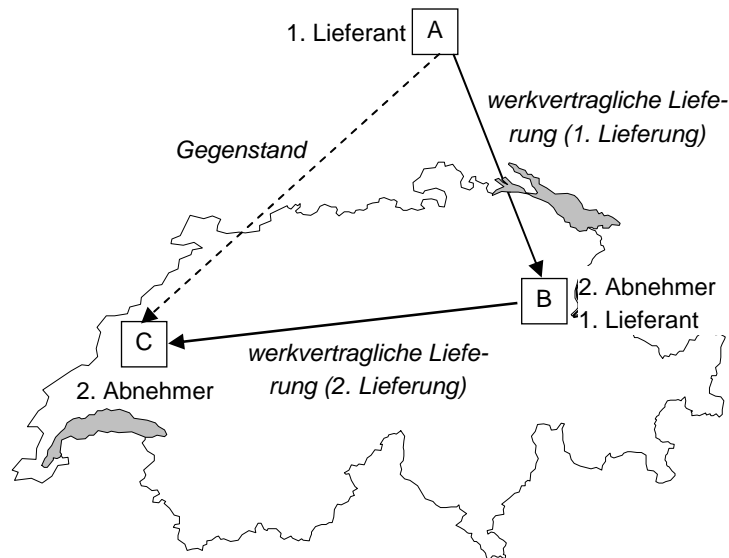 1. Lieferant A
werkvertragliche Liefe-
rung (1. Lieferung)
Gegenstand
B 2. Abnehmer
1. Lieferant
C
werkvertragliche Liefe-
rung (2. Lieferung)
2. Abnehmer